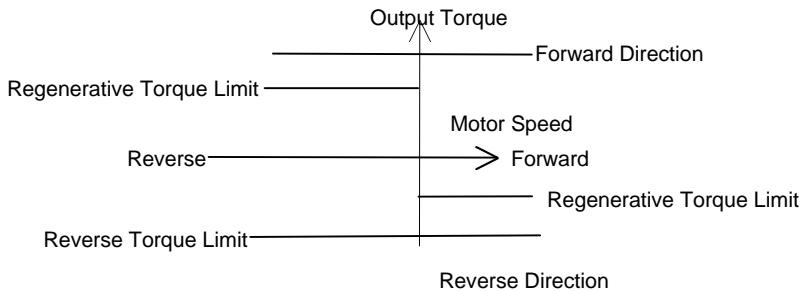 Output Torque
Forward Direction
Regenerative Torque Limit
Motor Speed
Reverse
Forward
Regenerative Torque Limit
Reverse Torque Limit
Reverse Direction